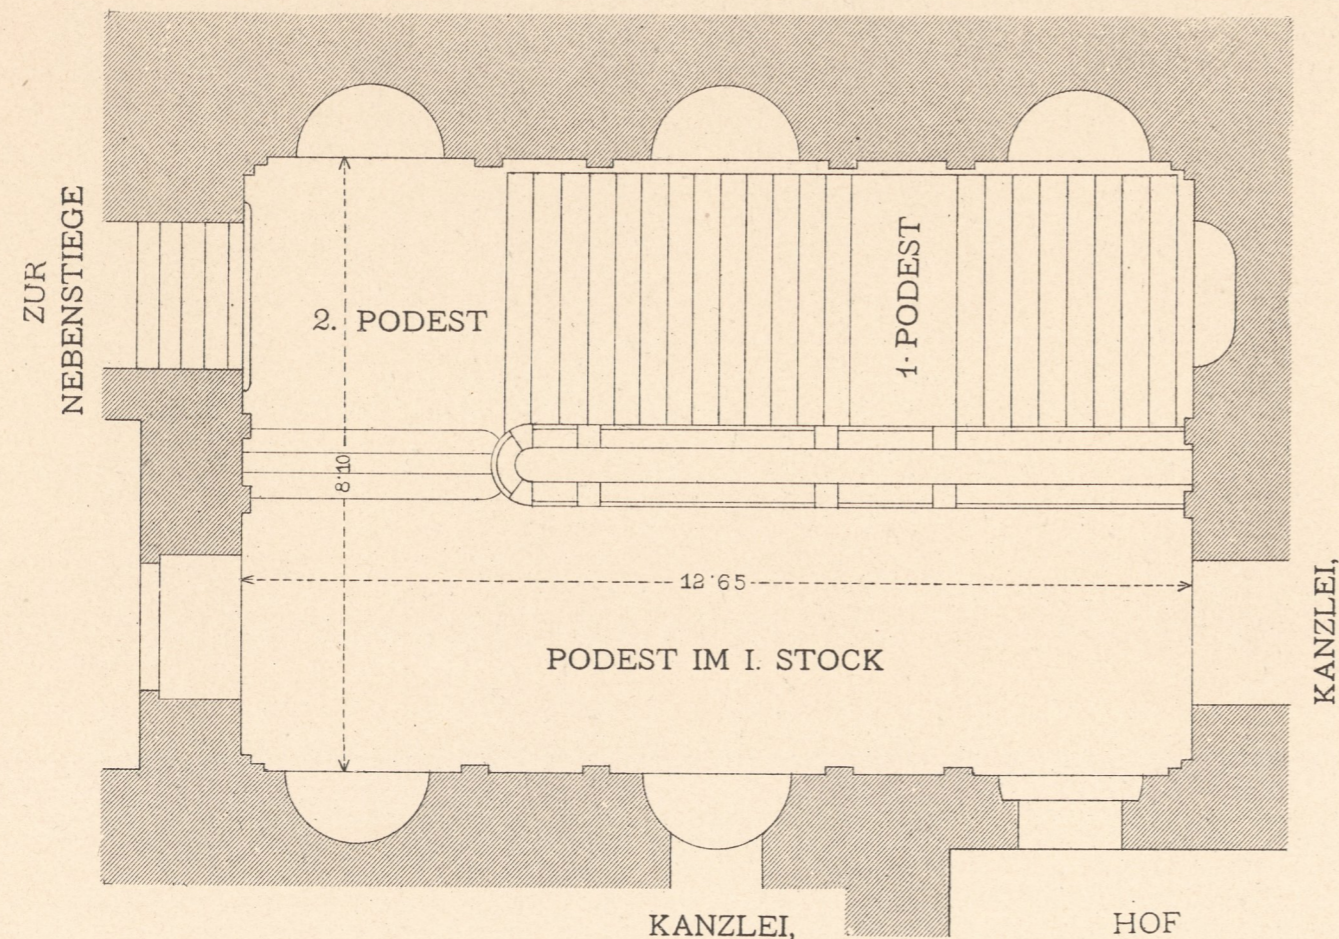 ZUR
NEBENSTIEGE
2. PODEST
1. PODEST
8·10
12·65
PODEST IM I. STOCK
KANZLEI,
KANZLEI,
HOF